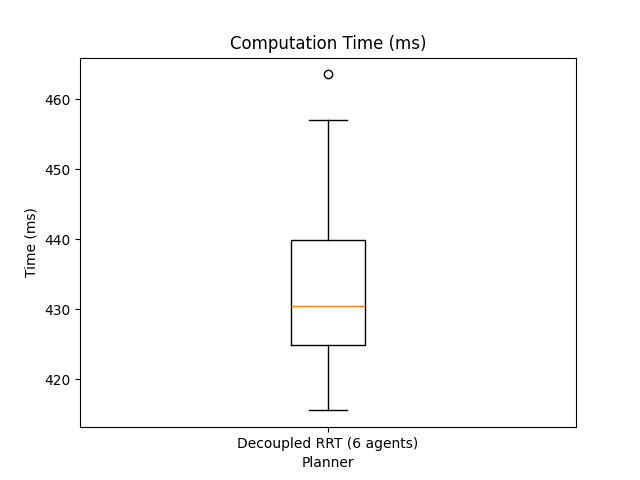 Computation Time (ms)
460
450
440
430
420
Time (ms)
Decoupled RRT (6 agents)
Planner